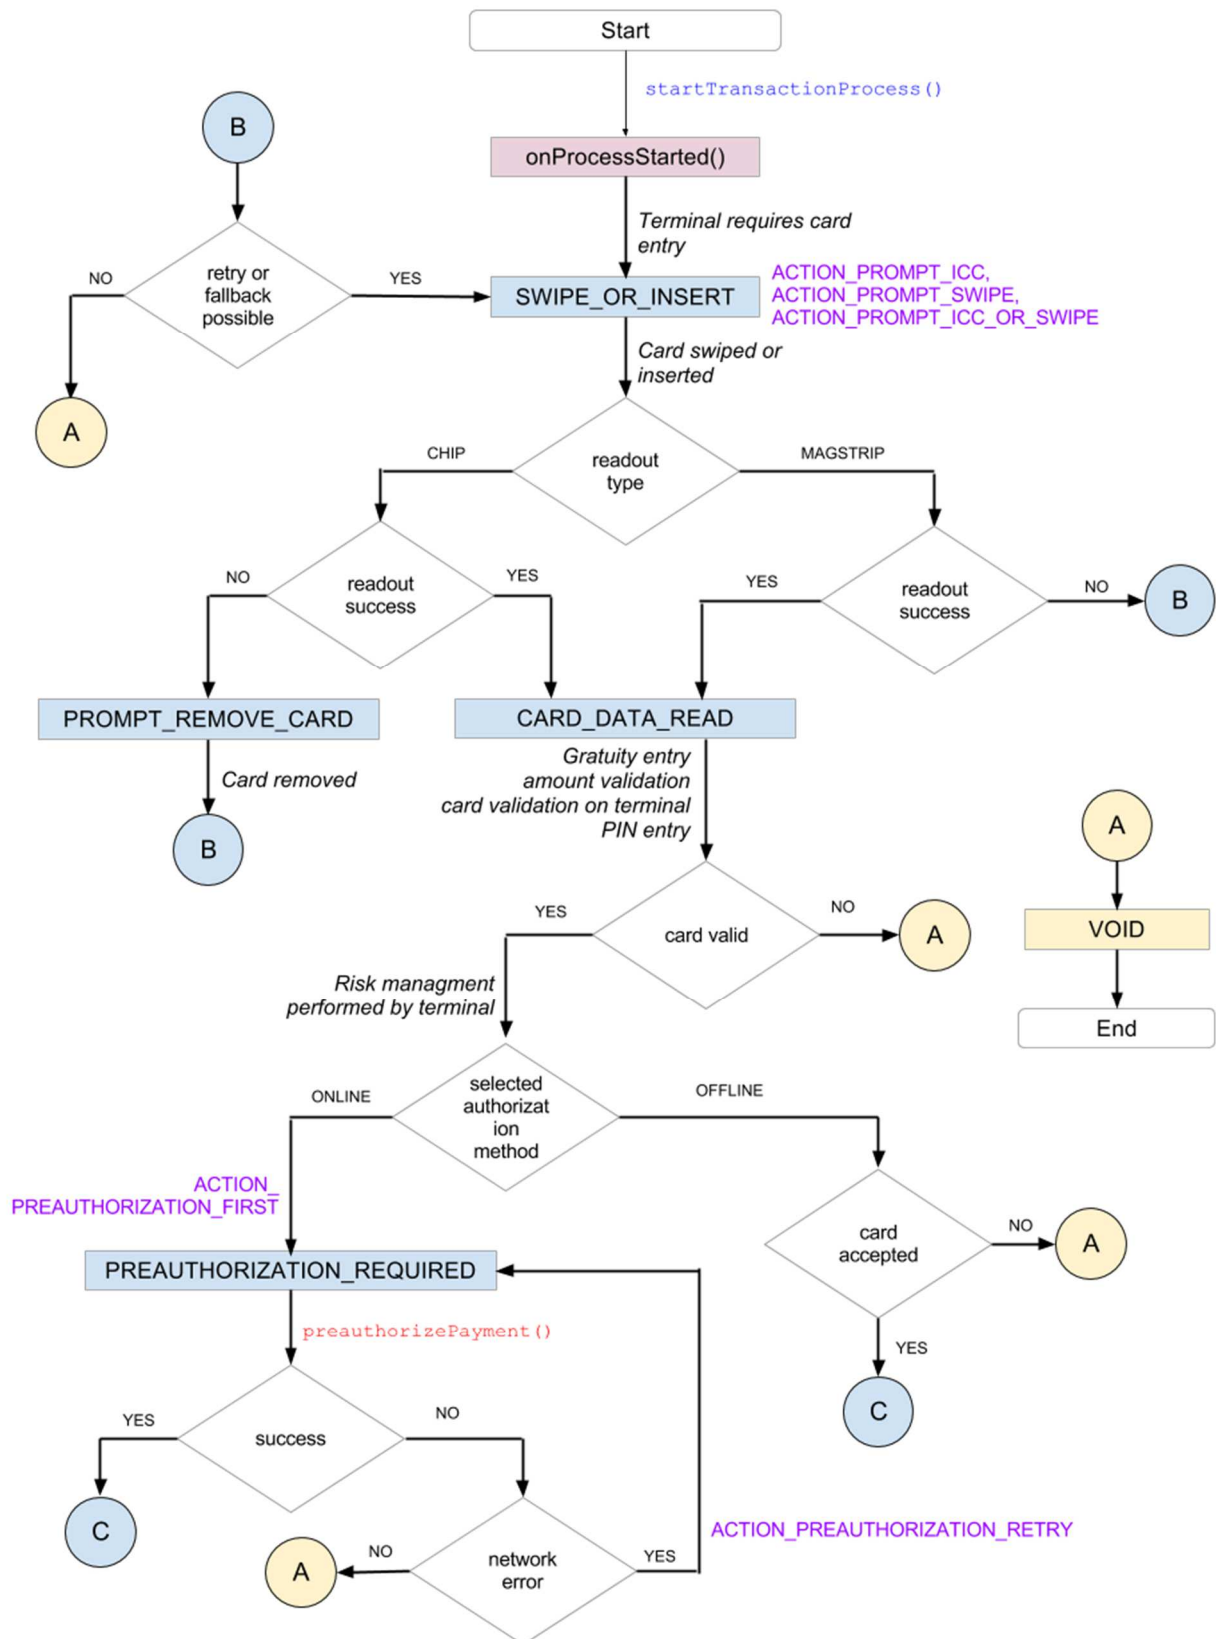 Start
startTransactionProcess()
B
onProcessStarted()
Terminal requires card
entry
NO
retry or
fallback
possible
YES
SWIPE_OR_INSERT
ACTION_PROMPT_ICC,
ACTION_PROMPT_SWIPE,
ACTION_PROMPT_ICC_OR_SWIPE
Card swiped or
inserted
A
CHIP
readout
type
MAGSTRIP
NO
readout
success
YES
YES
readout
success
NO
B
PROMPT_REMOVE_CARD
CARD_DATA_READ
Card removed
Gratuity entry
amount validation
card validation on terminal
PIN entry
B
A
VOID
End
YES
card valid
NO
A
Risk managment
performed by terminal
ONLINE
selected
authorizat
ion
method
OFFLINE
ACTION_
PREAUTHORIZATION_FIRST
card
accepted
NO
A
PREAUTHORIZATION_REQUIRED
preauthorizePayment()
YES
C
YES
success
NO
C
ACTION_PREAUTHORIZATION_RETRY
A
NO
network
error
YES